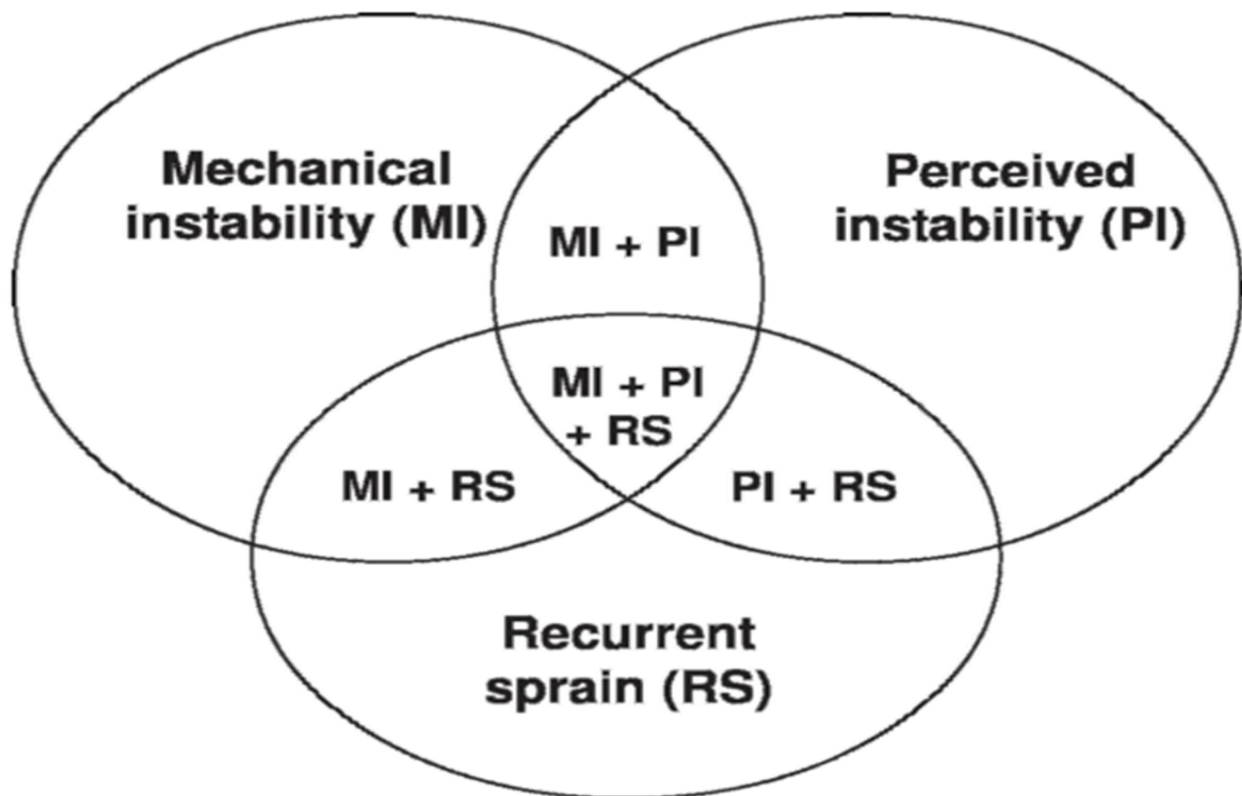 Mechanical
instability (MI)
Perceived
instability (PI)
MI + PI
MI + PI
+ RS
MI + RS
PI + RS
Recurrent
sprain (RS)